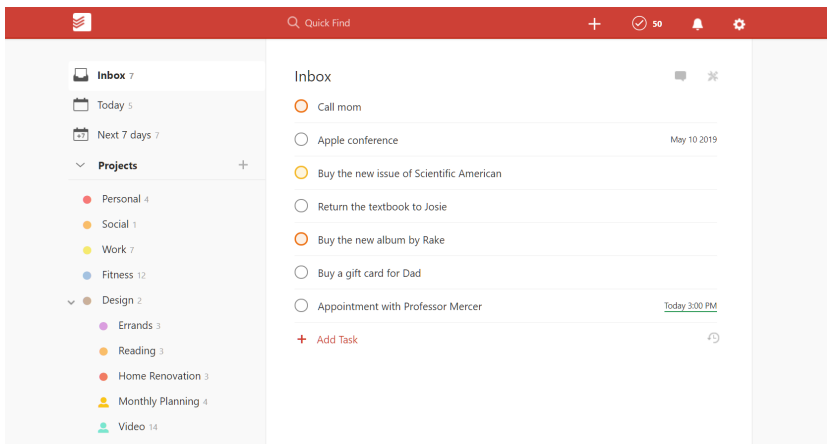 Quick Find
50
Inbox 7
Today 5
+7 Next 7 days 7
Projects
Personal 4
Social 1
Work 7
Fitness 12
Design 2
Errands 3
Reading 3
Home Renovation 3
Monthly Planning 4
Video 14
Inbox
Call mom
Apple conference May 10 2019
Buy the new issue of Scientific American
Return the textbook to Josie
Buy the new album by Rake
Buy a gift card for Dad
Appointment with Professor Mercer Today 3:00 PM
+ Add Task